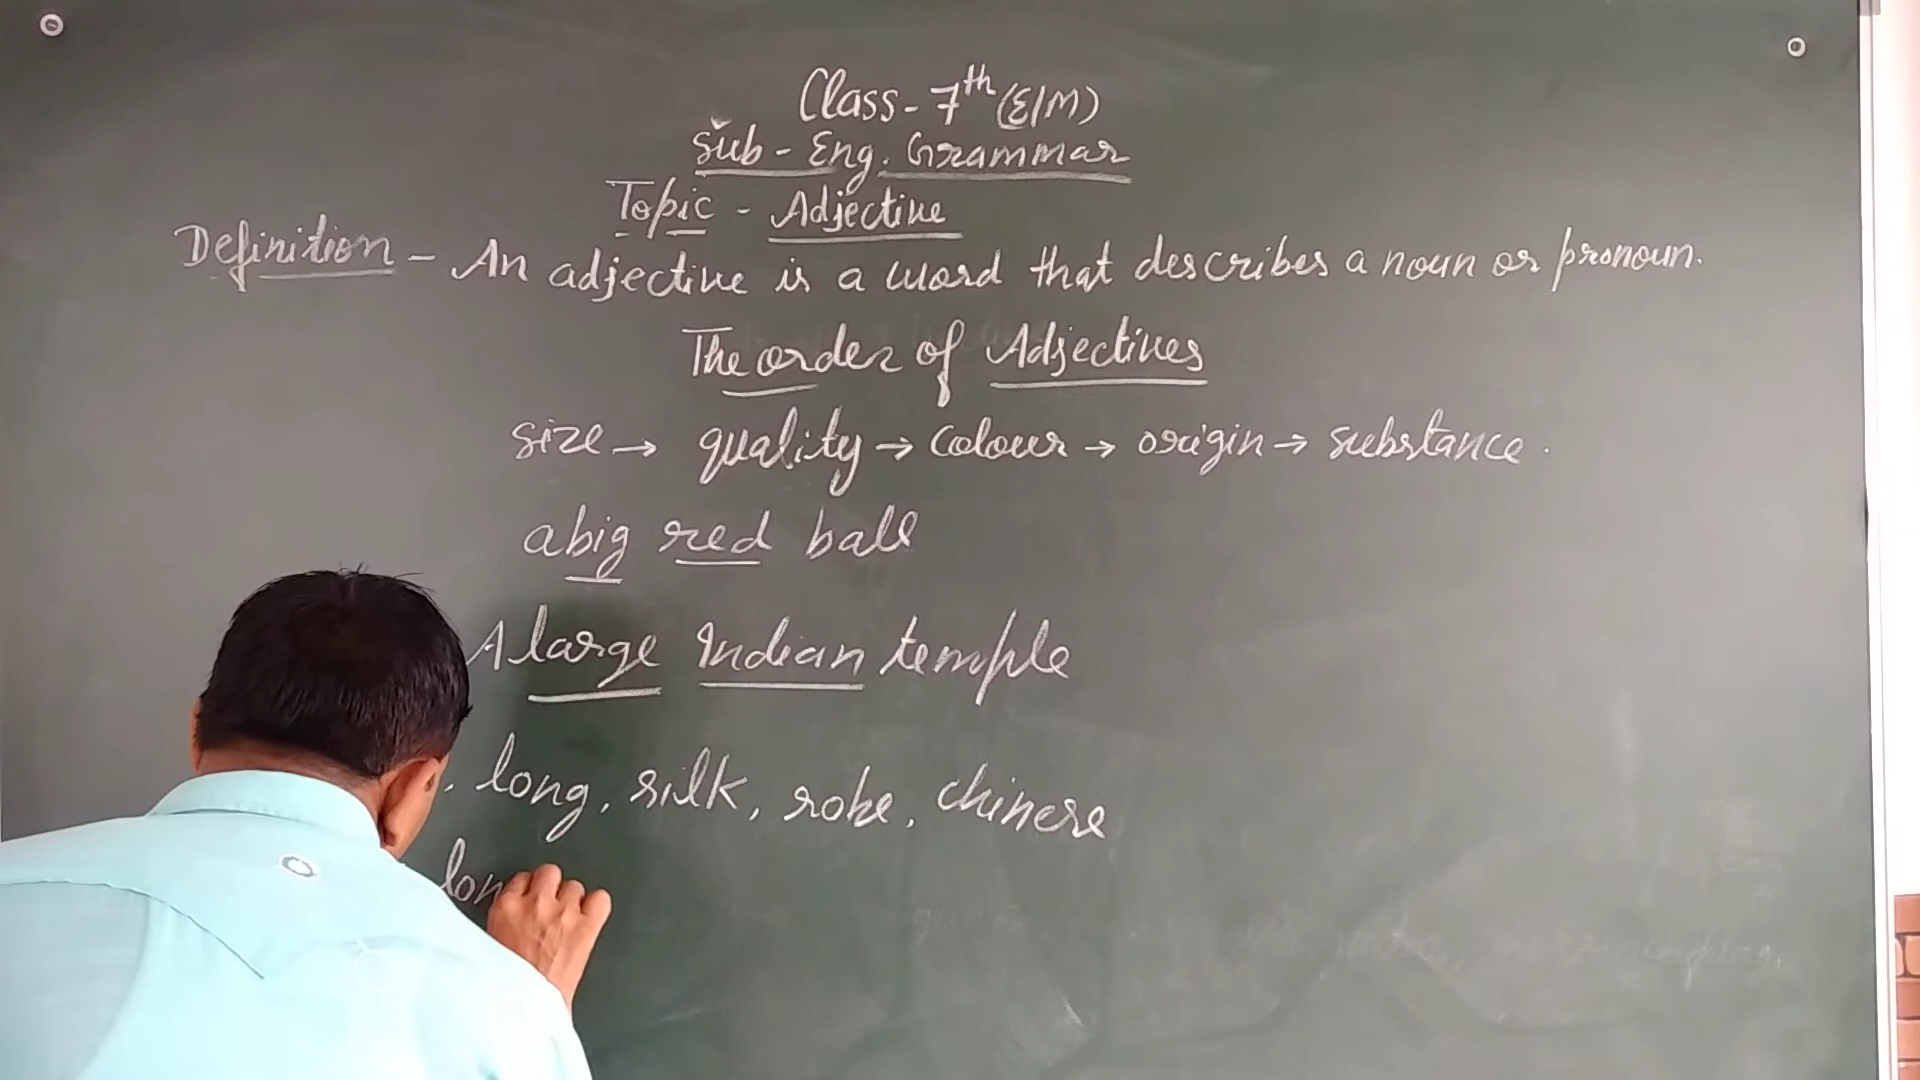 Class - 7th (E/M)
Sub - Eng. Grammar
Topic - Adjective
Definition - An adjective is a word that describes a noun or pronoun.
The order of Adjectives
size → quality → colour → origin → substance.
a big red ball
A large Indian temple
. long, silk, robe, chinese
lon